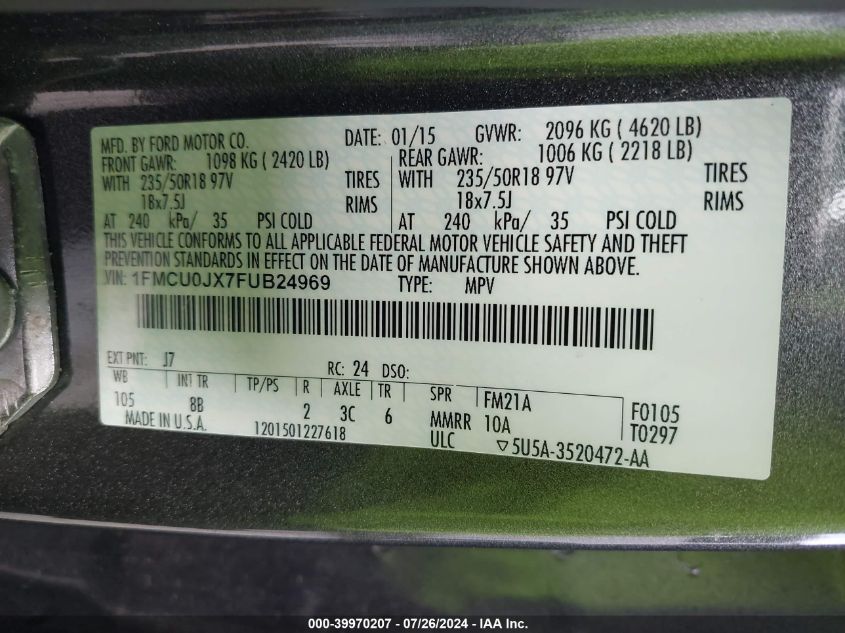 MFD. BY FORD MOTOR CO. DATE: 01/15 GVWR: 2096 KG ( 4620 LB)
FRONT GAWR: 1098 KG ( 2420 LB) REAR GAWR: 1006 KG ( 2218 LB)
WITH 235/50R18 97V TIRES WITH 235/50R18 97V TIRES
18x7.5J RIMS 18x7.5J RIMS
AT 240 kPa/ 35 PSI COLD AT 240 kPa/ 35 PSI COLD
THIS VEHICLE CONFORMS TO ALL APPLICABLE FEDERAL MOTOR VEHICLE SAFETY AND THEFT
PREVENTION STANDARDS IN EFFECT ON THE DATE OF MANUFACTURE SHOWN ABOVE.
VIN: 1FMCU0JX7FUB24969 TYPE: MPV
EXT PNT: J7 RC: 24 DSO:
WB INT TR TP/PS R AXLE TR SPR FM21A F0105
105 8B 2 3C 6 MMRR 10A T0297
MADE IN U.S.A. 1201501227618 ULC ▽5U5A-3520472-AA
000-39970207 - 07/26/2024 - IAA Inc.